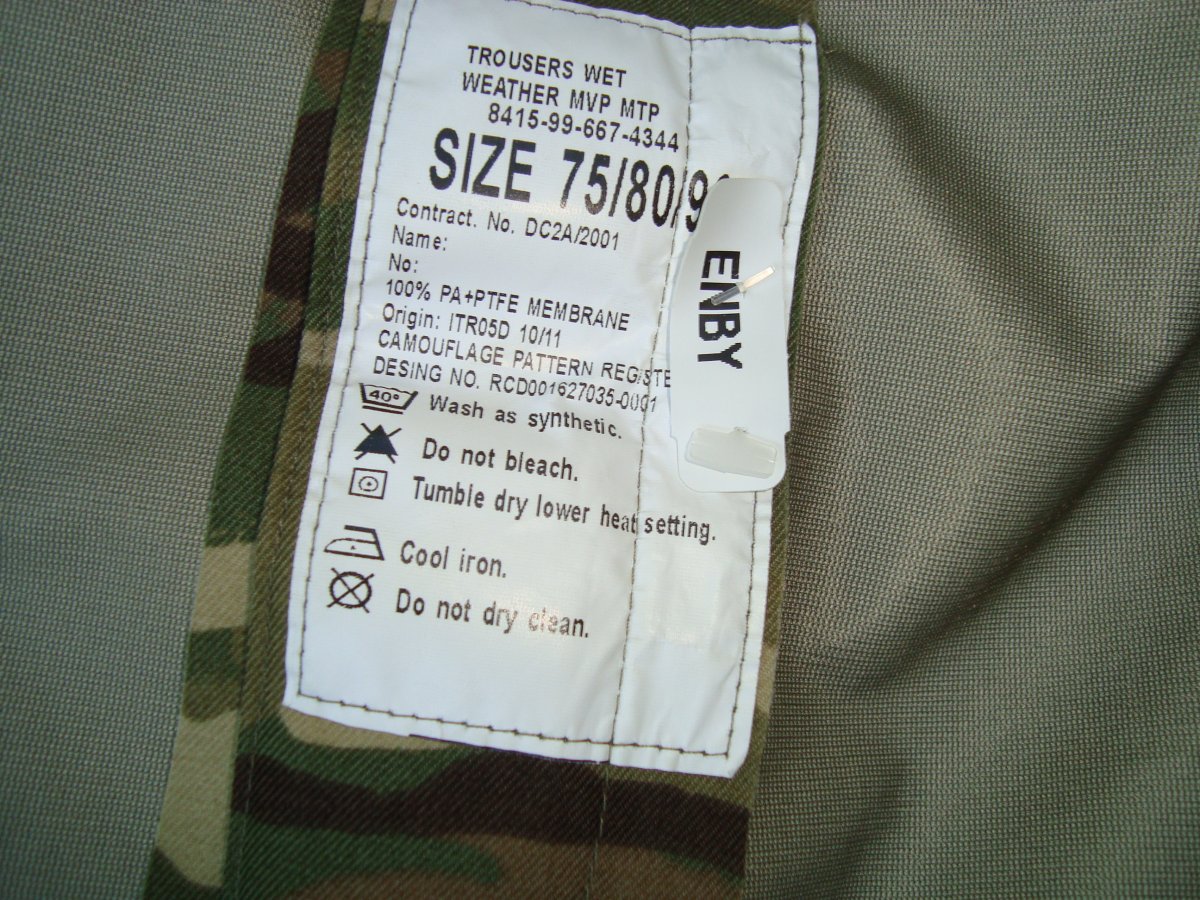 TROUSERS WET
WEATHER MVP MTP
8415-99-667-4344
SIZE 75/80/9
Contract. No. DC2A/2001
Name:
No:
100% PA+PTFE MEMBRANE
Origin: ITR05D 10/11
CAMOUFLAGE PATTERN REGISTE
DESING NO. RCD001627035-0001
40° Wash as synthetic.
Do not bleach.
Tumble dry lower heat setting.
Cool iron.
Do not dry clean.
ENBY